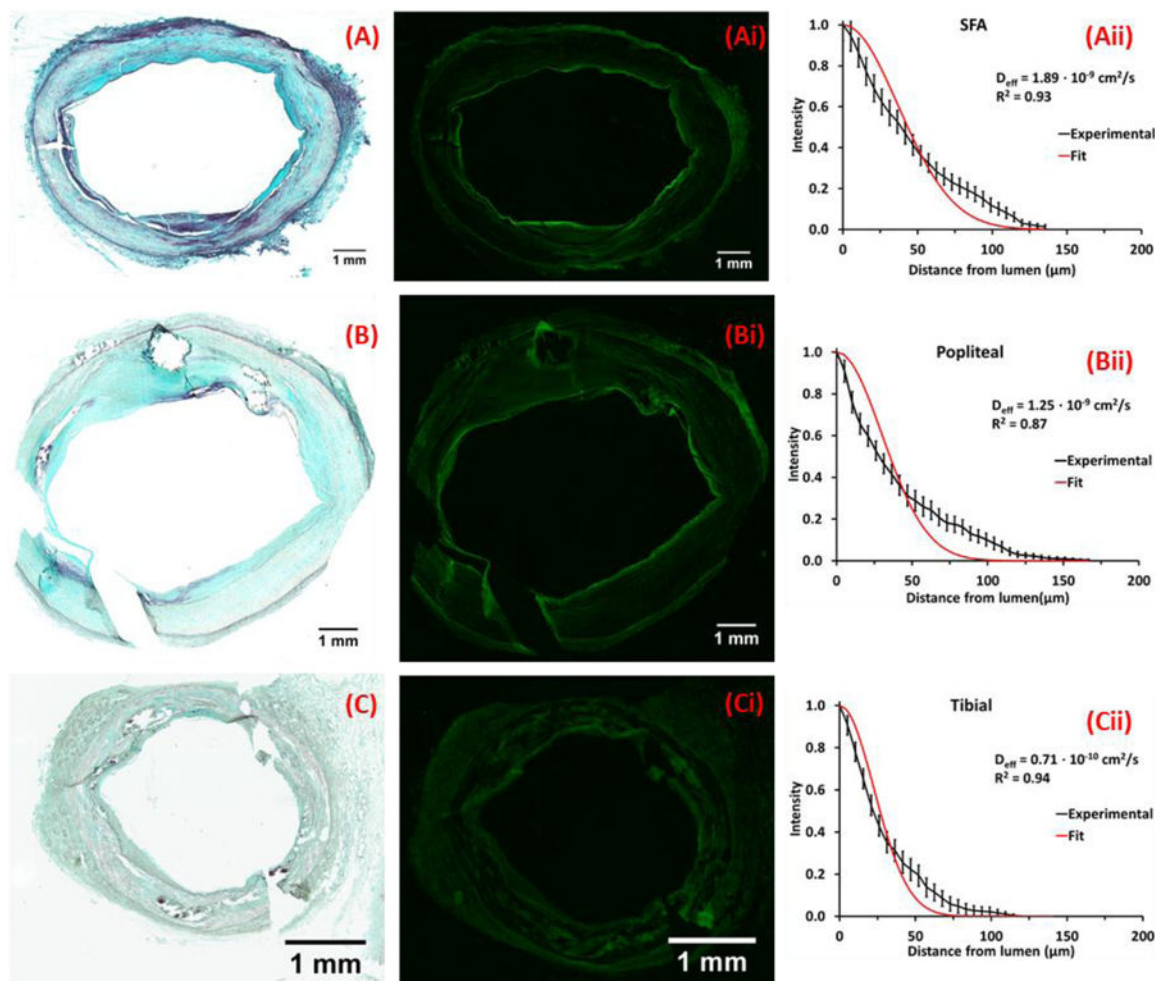 (A)
1 mm
(Ai)
1 mm
SFA
(Aii)
D_eff = 1.89 · 10⁻⁹ cm²/s
R² = 0.93
Experimental
Fit
Intensity
1.0
0.8
0.6
0.4
0.2
0.0
0 50 100 150 200
Distance from lumen (µm)
(B)
1 mm
(Bi)
1 mm
Popliteal
(Bii)
D_eff = 1.25 · 10⁻⁹ cm²/s
R² = 0.87
Experimental
Fit
Intensity
1.0
0.8
0.6
0.4
0.2
0.0
0 50 100 150 200
Distance from lumen(µm)
(C)
1 mm
(Ci)
1 mm
Tibial
(Cii)
D_eff = 0.71 · 10⁻¹⁰ cm²/s
R² = 0.94
Experimental
Fit
Intensity
1.0
0.8
0.6
0.4
0.2
0.0
0 50 100 150 200
Distance from lumen (µm)